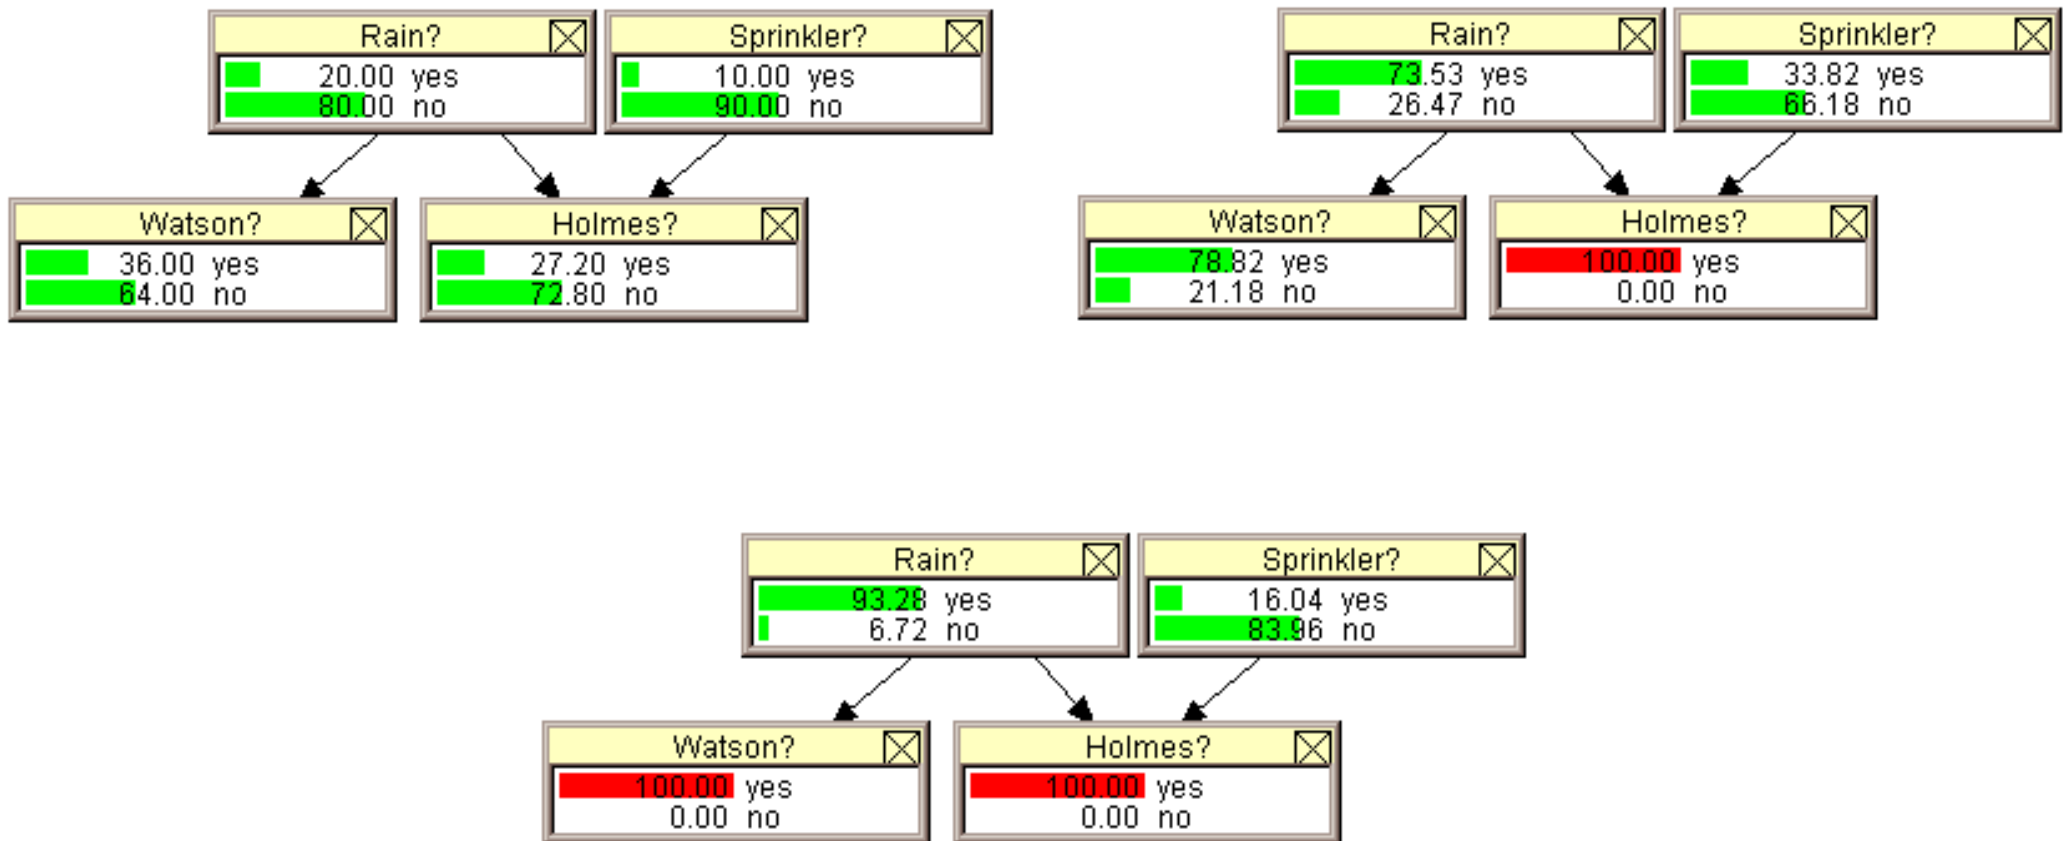 Rain?
20.00 yes
80.00 no
Sprinkler?
10.00 yes
90.00 no
Watson?
36.00 yes
64.00 no
Holmes?
27.20 yes
72.80 no
Rain?
73.53 yes
26.47 no
Sprinkler?
33.82 yes
66.18 no
Watson?
78.82 yes
21.18 no
Holmes?
100.00 yes
0.00 no
Rain?
93.28 yes
6.72 no
Sprinkler?
16.04 yes
83.96 no
Watson?
100.00 yes
0.00 no
Holmes?
100.00 yes
0.00 no